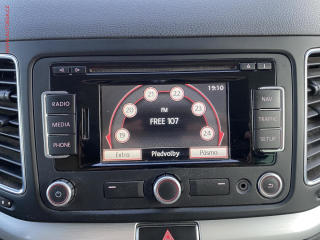 RADIO
MEDIA
PHONE
NAV
TRAFFIC
SETUP
19:10
21 22
20 23
19 24
FM
FREE 107
Extra Předvolby Pásmo